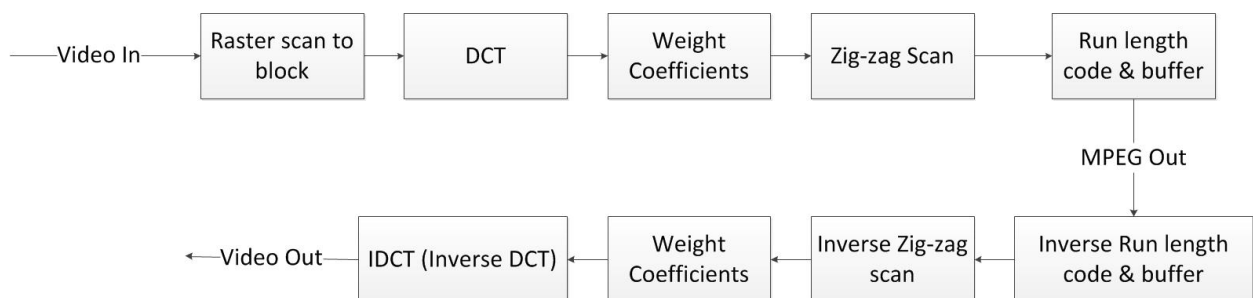 Video In
Raster scan to
block
DCT
Weight
Coefficients
Zig-zag Scan
Run length
code & buffer
MPEG Out
Inverse Run length
code & buffer
Inverse Zig-zag
scan
Weight
Coefficients
IDCT (Inverse DCT)
Video Out